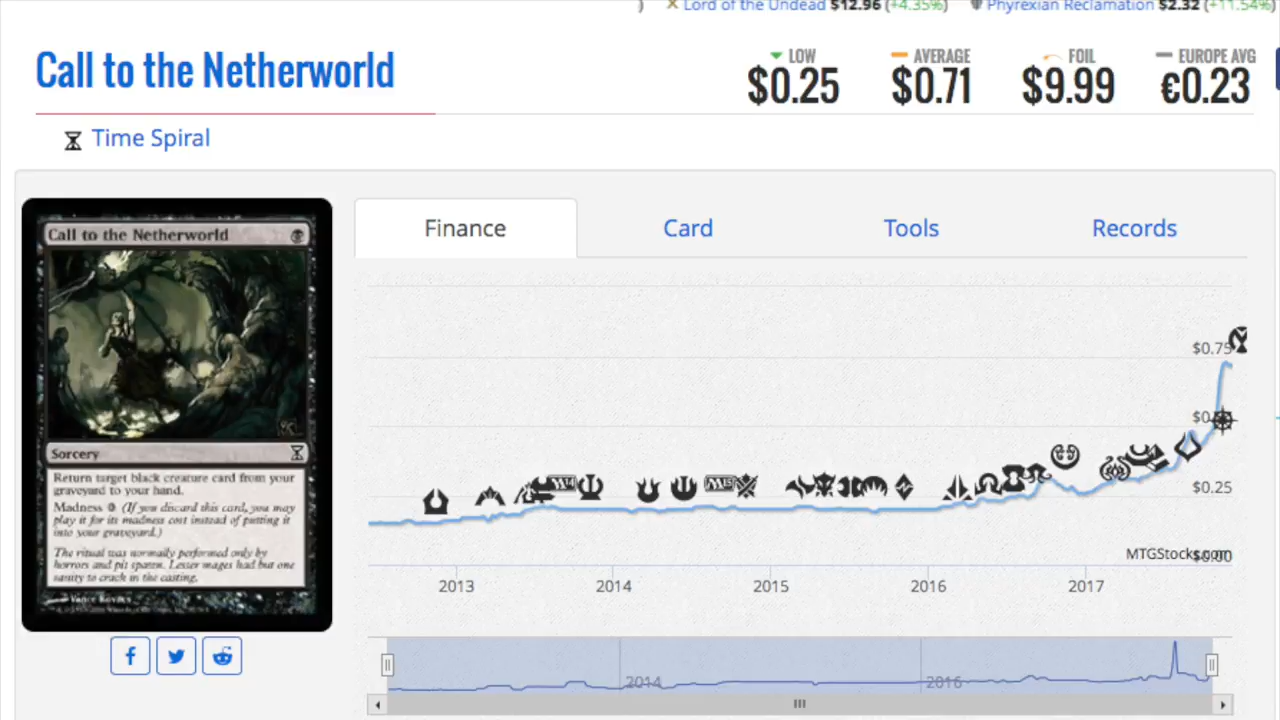 Lord of the Undead $12.96 (+4.35%) Phyrexian Reclamation $2.32 (+11.54%)
Call to the Netherworld
LOW AVERAGE FOIL EUROPE AVG
$0.25 $0.71 $9.99 €0.23
Time Spiral
Finance Card Tools Records
Call to the Netherworld
Sorcery
Return target black creature card from your
graveyard to your hand.
Madness 0 (If you discard this card, you may
play it for its madness cost instead of putting it
into your graveyard.)
The ritual was normally performed only by
horrors and pit spawn. Lesser mages had but one
sanity to crack in the casting.
Vance Kovacs
$0.75
$0.25
$0.00
MTGStocks.com
2013 2014 2015 2016 2017
2014 2016